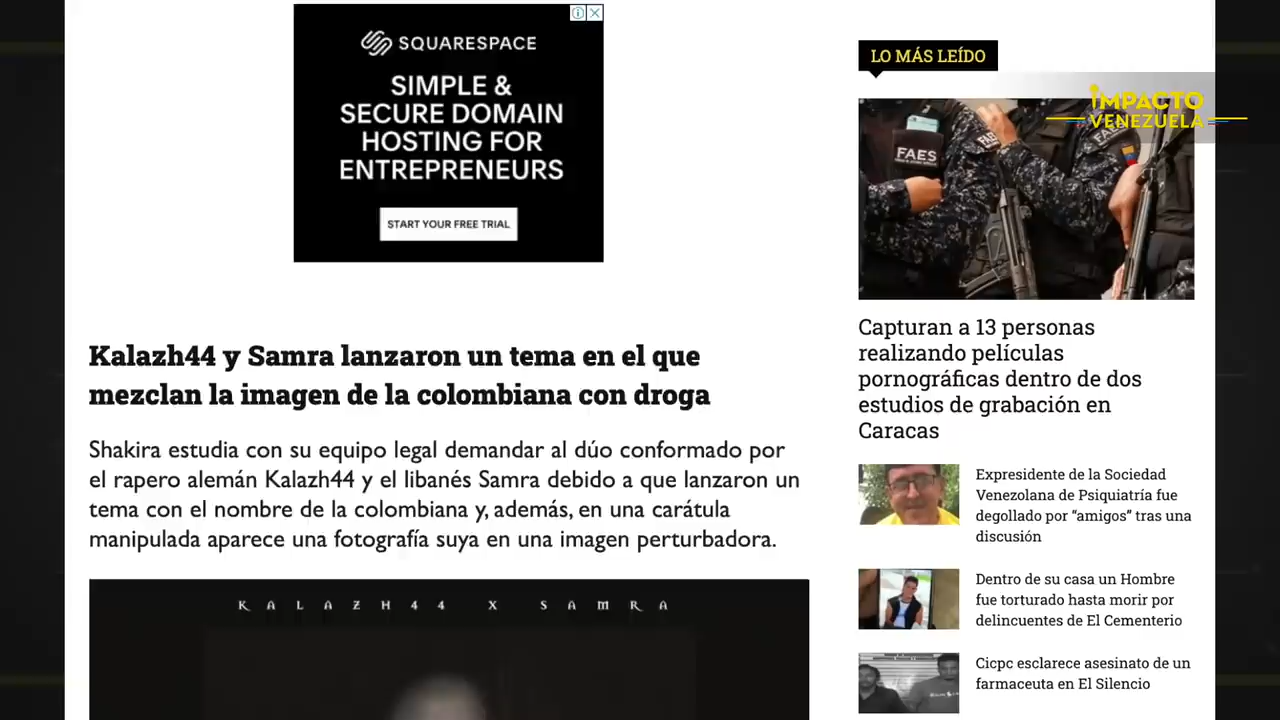 SQUARESPACE
SIMPLE &
SECURE DOMAIN
HOSTING FOR
ENTREPRENEURS
START YOUR FREE TRIAL
Kalazh44 y Samra lanzaron un tema en el que
mezclan la imagen de la colombiana con droga
Shakira estudia con su equipo legal demandar al dúo conformado por
el rapero alemán Kalazh44 y el libanés Samra debido a que lanzaron un
tema con el nombre de la colombiana y, además, en una carátula
manipulada aparece una fotografía suya en una imagen perturbadora.
KALAZH44 X SAMRA
LO MÁS LEÍDO
IMPACTO
VENEZUELA
FAES
Capturan a 13 personas
realizando películas
pornográficas dentro de dos
estudios de grabación en
Caracas
Expresidente de la Sociedad
Venezolana de Psiquiatría fue
degollado por “amigos” tras una
discusión
Dentro de su casa un Hombre
fue torturado hasta morir por
delincuentes de El Cementerio
Cicpc esclarece asesinato de un
farmaceuta en El Silencio